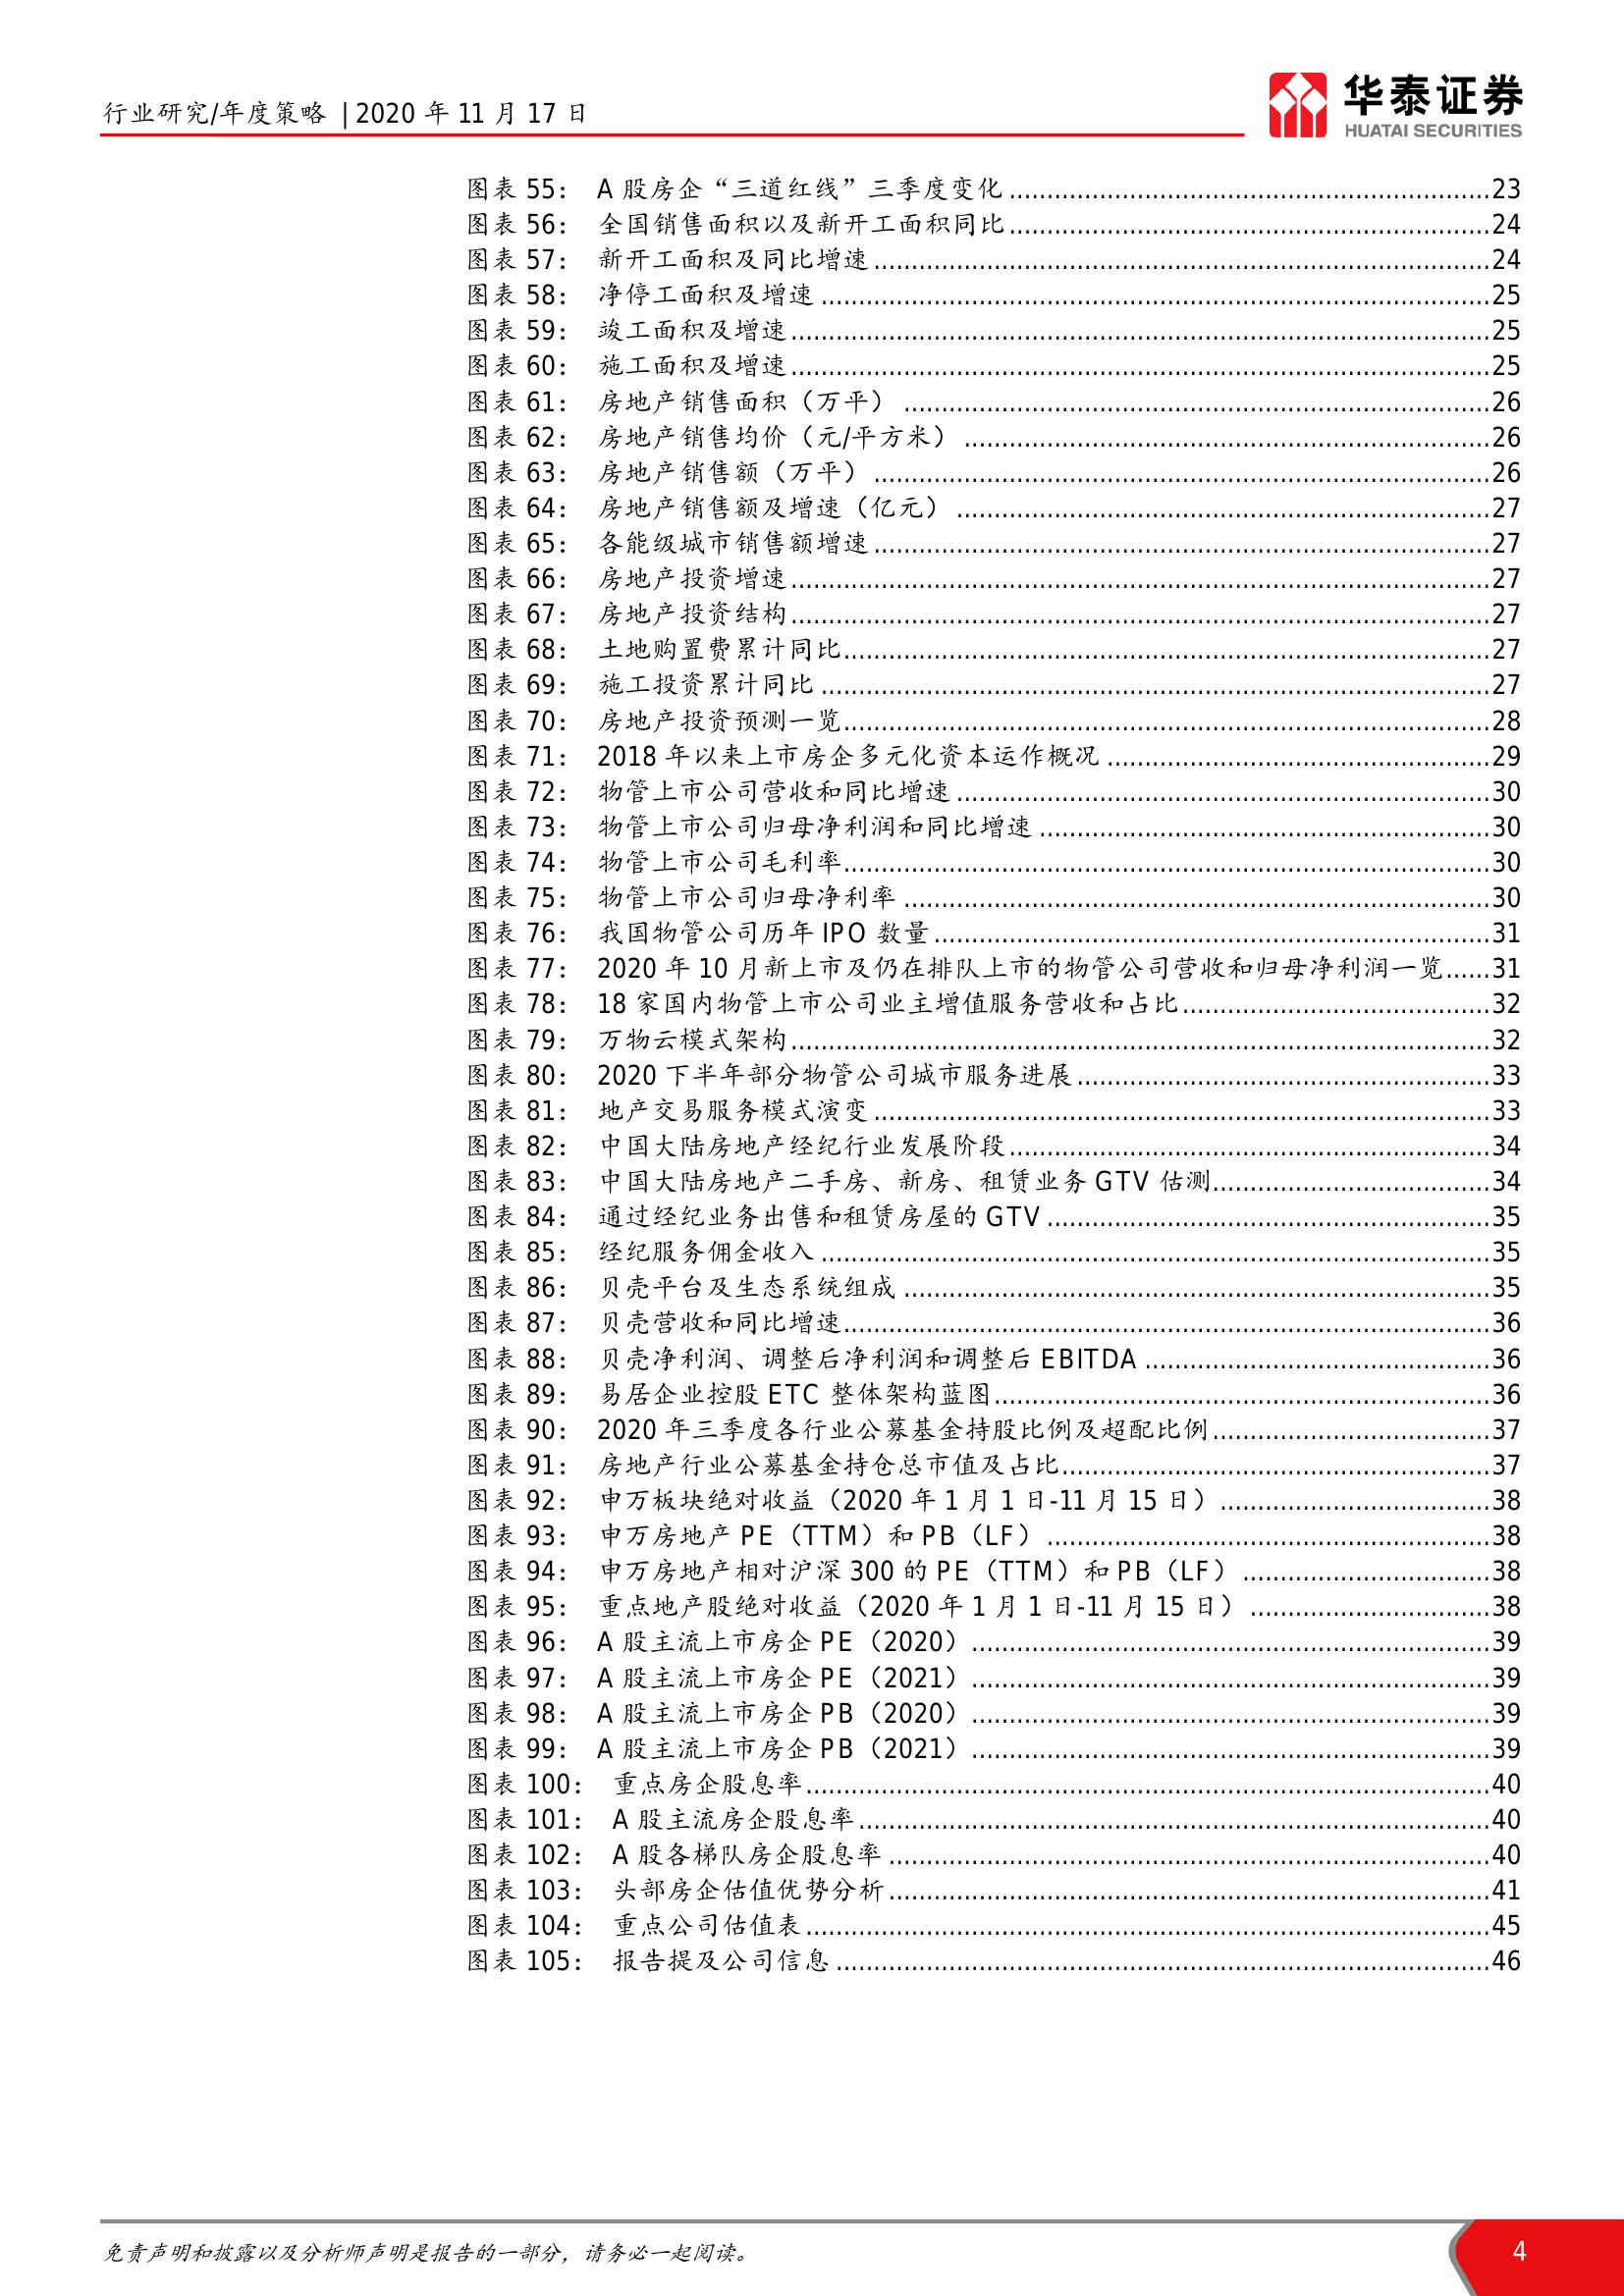 行业研究/年度策略 | 2020 年 11 月 17 日
华泰证券
HUATAI SECURITIES
图表 55： A 股房企“三道红线”三季度变化....................23
图表 56： 全国销售面积以及新开工面积同比....................24
图表 57： 新开工面积及同比增速....................24
图表 58： 净停工面积及增速....................25
图表 59： 竣工面积及增速....................25
图表 60： 施工面积及增速....................25
图表 61： 房地产销售面积（万平）....................26
图表 62： 房地产销售均价（元/平方米）....................26
图表 63： 房地产销售额（万平）....................26
图表 64： 房地产销售额及增速（亿元）....................27
图表 65： 各能级城市销售额增速....................27
图表 66： 房地产投资增速....................27
图表 67： 房地产投资结构....................27
图表 68： 土地购置费累计同比....................27
图表 69： 施工投资累计同比....................27
图表 70： 房地产投资预测一览....................28
图表 71： 2018 年以来上市房企多元化资本运作概况....................29
图表 72： 物管上市公司营收和同比增速....................30
图表 73： 物管上市公司归母净利润和同比增速....................30
图表 74： 物管上市公司毛利率....................30
图表 75： 物管上市公司归母净利率....................30
图表 76： 我国物管公司历年 IPO 数量....................31
图表 77： 2020 年 10 月新上市及仍在排队上市的物管公司营收和归母净利润一览......31
图表 78： 18 家国内物管上市公司业主增值服务营收和占比....................32
图表 79： 万物云模式架构....................32
图表 80： 2020 下半年部分物管公司城市服务进展....................33
图表 81： 地产交易服务模式演变....................33
图表 82： 中国大陆房地产经纪行业发展阶段....................34
图表 83： 中国大陆房地产二手房、新房、租赁业务 GTV 估测....................34
图表 84： 通过经纪业务出售和租赁房屋的 GTV....................35
图表 85： 经纪服务佣金收入....................35
图表 86： 贝壳平台及生态系统组成....................35
图表 87： 贝壳营收和同比增速....................36
图表 88： 贝壳净利润、调整后净利润和调整后 EBITDA....................36
图表 89： 易居企业控股 ETC 整体架构蓝图....................36
图表 90： 2020 年三季度各行业公募基金持股比例及超配比例....................37
图表 91： 房地产行业公募基金持仓总市值及占比....................37
图表 92： 申万板块绝对收益（2020 年 1 月 1 日-11 月 15 日）....................38
图表 93： 申万房地产 PE（TTM）和 PB（LF）....................38
图表 94： 申万房地产相对沪深 300 的 PE（TTM）和 PB（LF）....................38
图表 95： 重点地产股绝对收益（2020 年 1 月 1 日-11 月 15 日）....................38
图表 96： A 股主流上市房企 PE（2020）....................39
图表 97： A 股主流上市房企 PE（2021）....................39
图表 98： A 股主流上市房企 PB（2020）....................39
图表 99： A 股主流上市房企 PB（2021）....................39
图表 100： 重点房企股息率....................40
图表 101： A 股主流房企股息率....................40
图表 102： A 股各梯队房企股息率....................40
图表 103： 头部房企估值优势分析....................41
图表 104： 重点公司估值表....................45
图表 105： 报告提及公司信息....................46
免责声明和披露以及分析师声明是报告的一部分，请务必一起阅读。
4